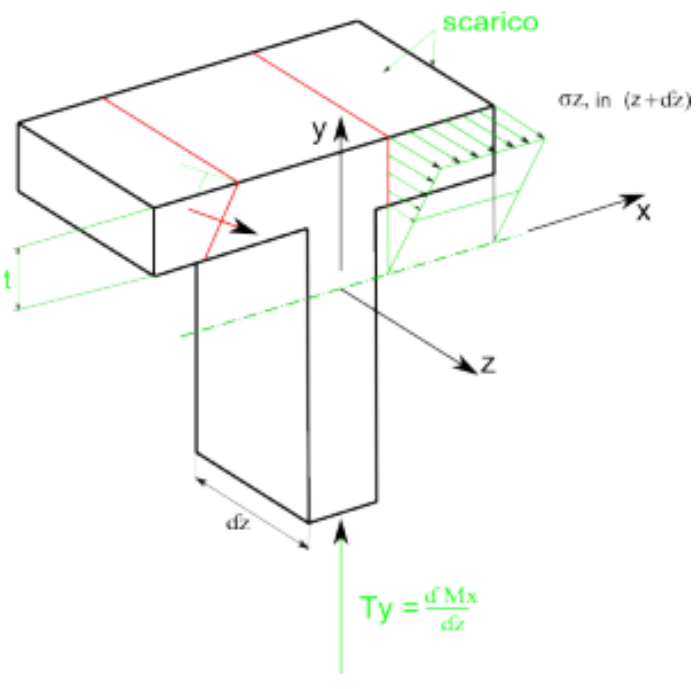 scarico
σz, in (z+dz)
y
x
t
z
dz
Ty = d Mx
dz